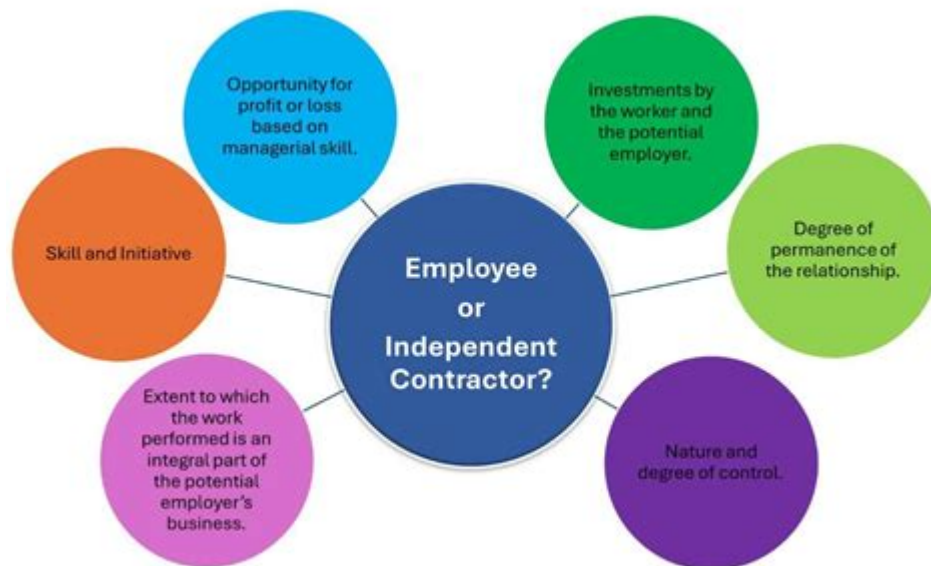 Opportunity for
profit or loss
based on
managerial skill.
Investments by
the worker and
the potential
employer.
Skill and Initiative
Degree of
permanence of
the relationship.
Employee
or
Independent
Contractor?
Extent to which
the work
performed is an
integral part of
the potential
employer's
business.
Nature and
degree of control.